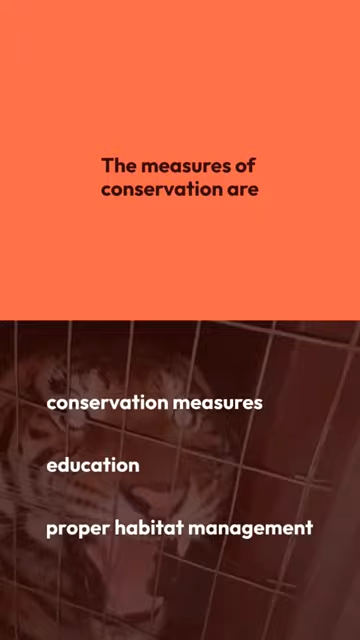 The measures of
conservation are
conservation measures
education
proper habitat management